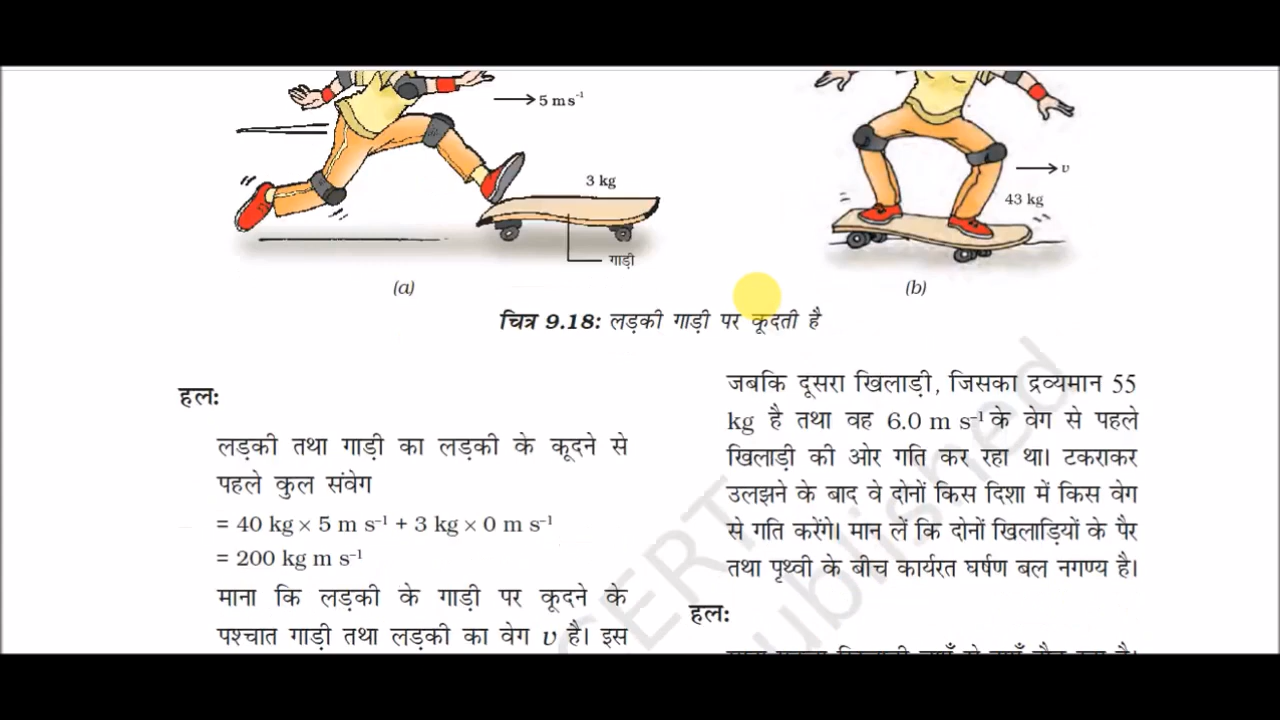 5 m s⁻¹
3 kg
गाड़ी
(a)
v
43 kg
(b)
चित्र 9.18: लड़की गाड़ी पर कूदती है
हलः
लड़की तथा गाड़ी का लड़की के कूदने से
पहले कुल संवेग
= 40 kg × 5 m s⁻¹ + 3 kg × 0 m s⁻¹
= 200 kg m s⁻¹
माना कि लड़की के गाड़ी पर कूदने के
पश्चात गाड़ी तथा लड़की का वेग v है। इस
जबकि दूसरा खिलाड़ी, जिसका द्रव्यमान 55
kg है तथा वह 6.0 m s⁻¹ के वेग से पहले
खिलाड़ी की ओर गति कर रहा था। टकराकर
उलझने के बाद वे दोनों किस दिशा में किस वेग
से गति करेंगे। मान लें कि दोनों खिलाड़ियों के पैर
तथा पृथ्वी के बीच कार्यरत घर्षण बल नगण्य है।
हलः